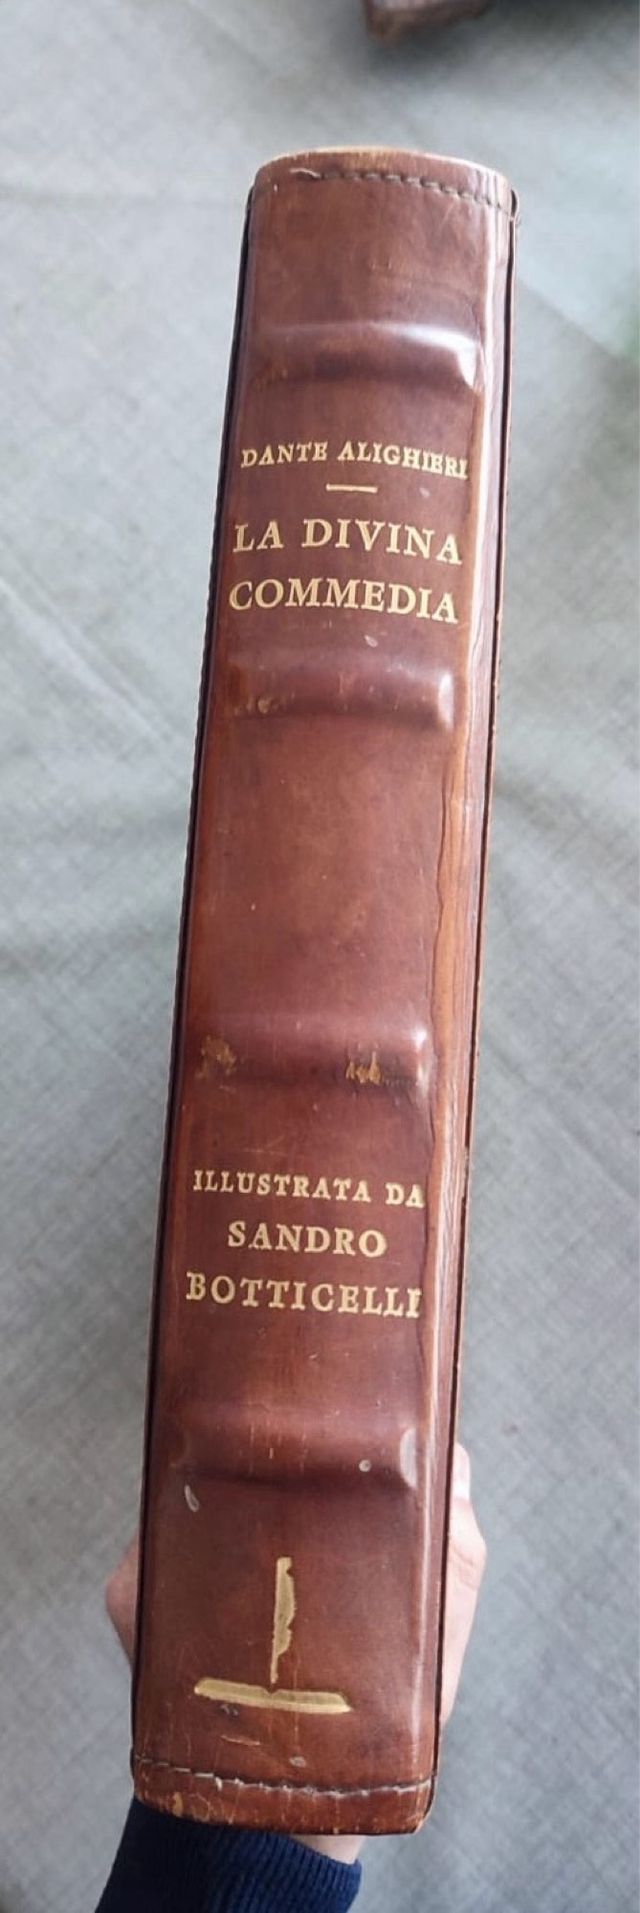 DANTE ALIGHIERI
LA DIVINA
COMMEDIA
ILLUSTRATA DA
SANDRO
BOTTICELLI